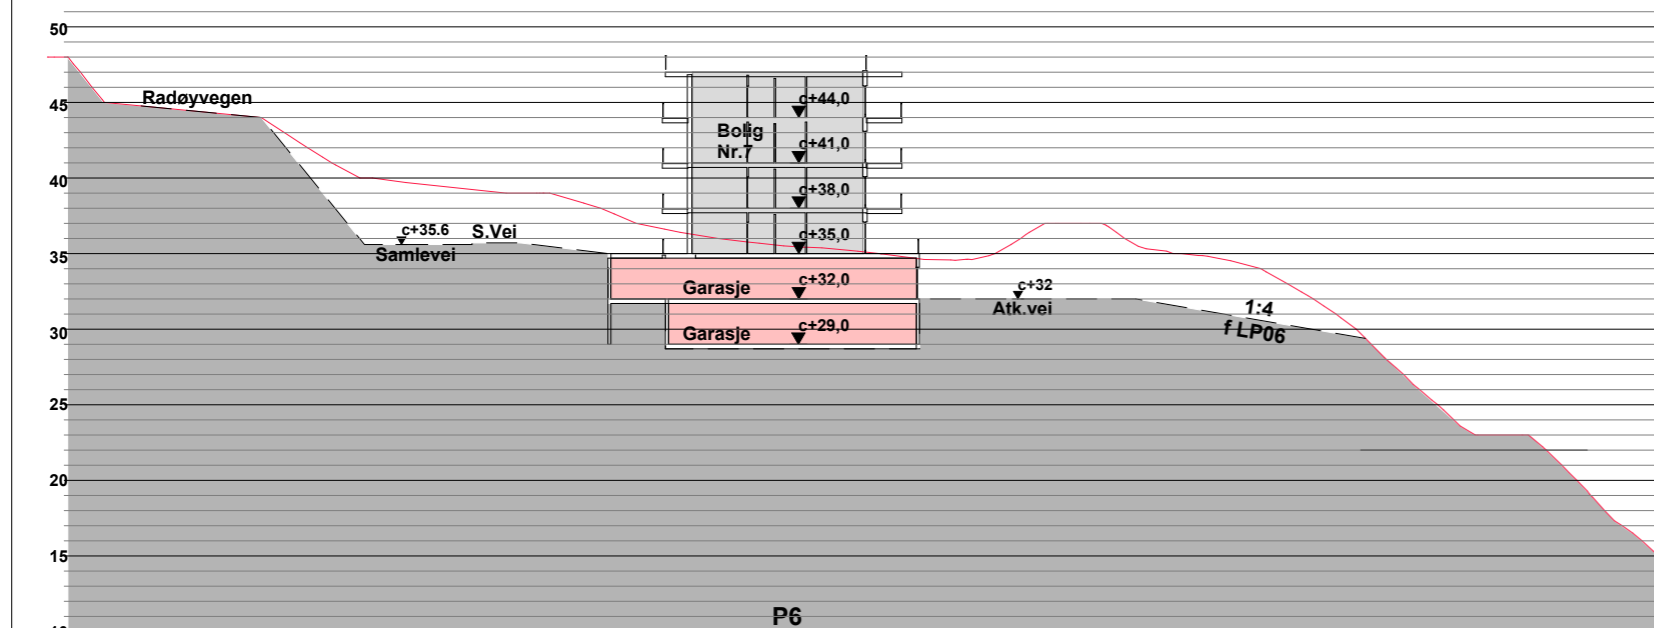 50
45
Radøyvegen
c+44,0
Bolig
Nr.7
c+41,0
40
c+38,0
c+35.6
S.Vei
c+35,0
35
Samlevei
Garasje
c+32,0
c+32
Atk.vei
1:4
f LP06
30
Garasje
c+29,0
25
20
15
P6
10